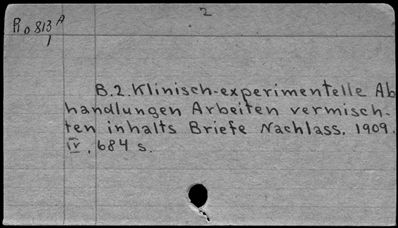 2
Ro 813 A
1
B.2. Klinisch-experimentelle Ab
handlungen Arbeiten vermisch-
ten inhalts Briefe Nachlass. 1909.
IV, 684 s.